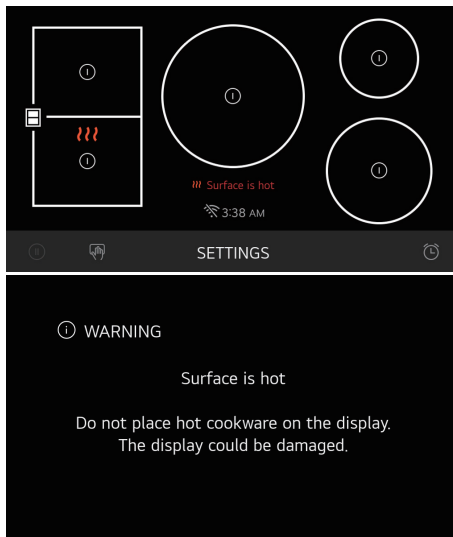 Surface is hot
3:38 AM
SETTINGS
WARNING
Surface is hot
Do not place hot cookware on the display.
The display could be damaged.